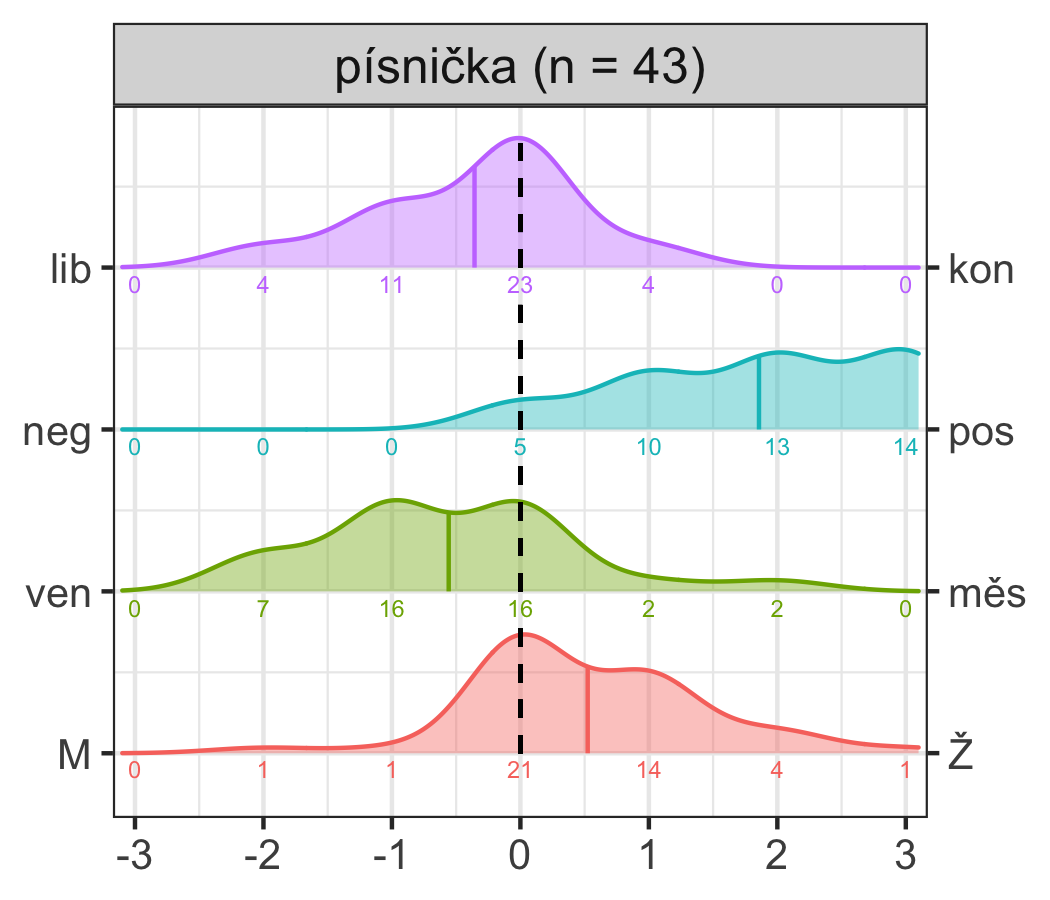 písnička (n = 43)
lib kon
0 4 11 23 4 0 0
neg pos
0 0 0 5 10 13 14
ven měs
0 7 16 16 2 2 0
M Ž
0 1 1 21 14 4 1
-3 -2 -1 0 1 2 3